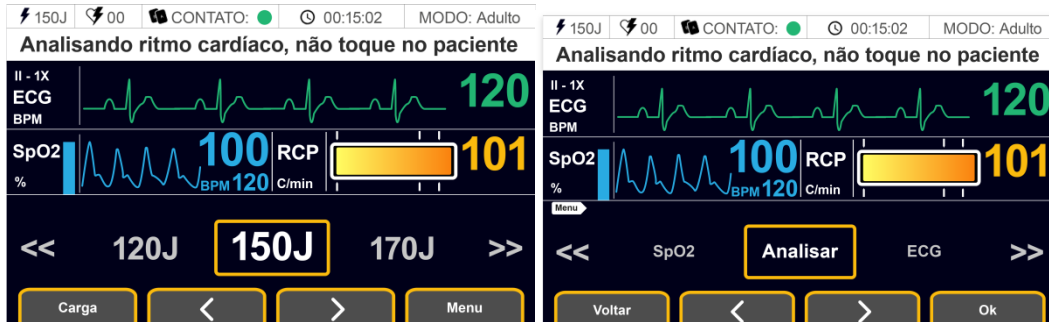 150J 00 CONTATO: 00:15:02 MODO: Adulto
Analisando ritmo cardíaco, não toque no paciente
II - 1X
ECG
BPM
120
SpO2
%
100
BPM 120
RCP
C/min
101
<< 120J 150J 170J >>
Carga < > Menu
150J 00 CONTATO: 00:15:02 MODO: Adulto
Analisando ritmo cardíaco, não toque no paciente
II - 1X
ECG
BPM
120
SpO2
%
100
BPM 120
RCP
C/min
101
Menu
<< SpO2 Analisar ECG >>
Voltar < > Ok